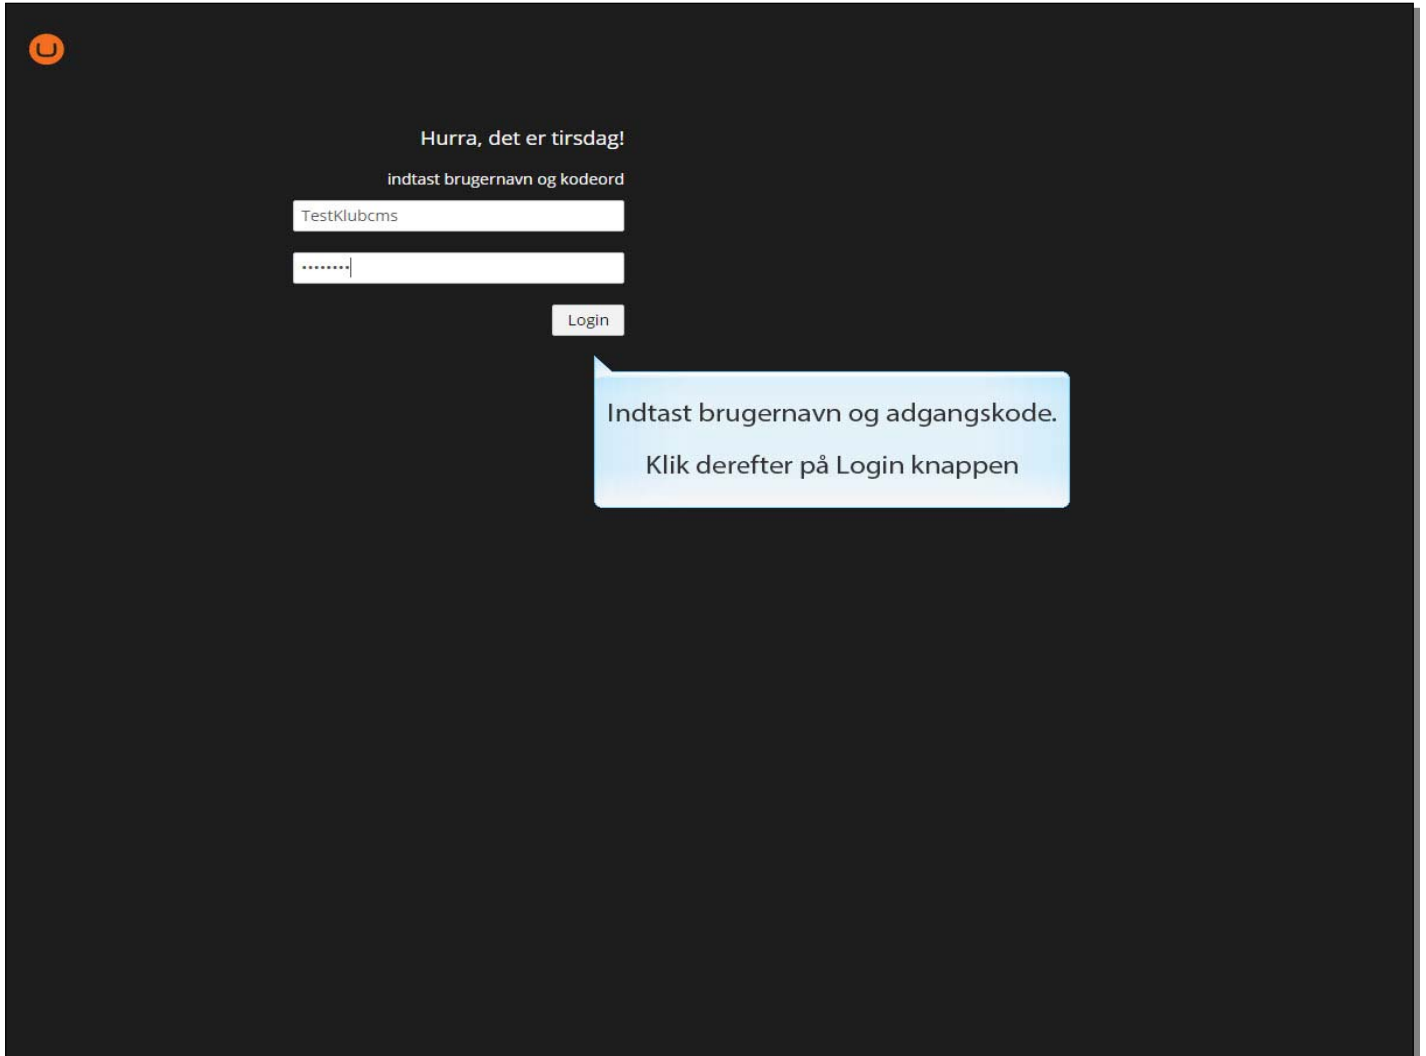 Hurra, det er tirsdag!
indtast brugernavn og kodeord
TestKlubcms
••••••••
Login
Indtast brugernavn og adgangskode.
Klik derefter på Login knappen